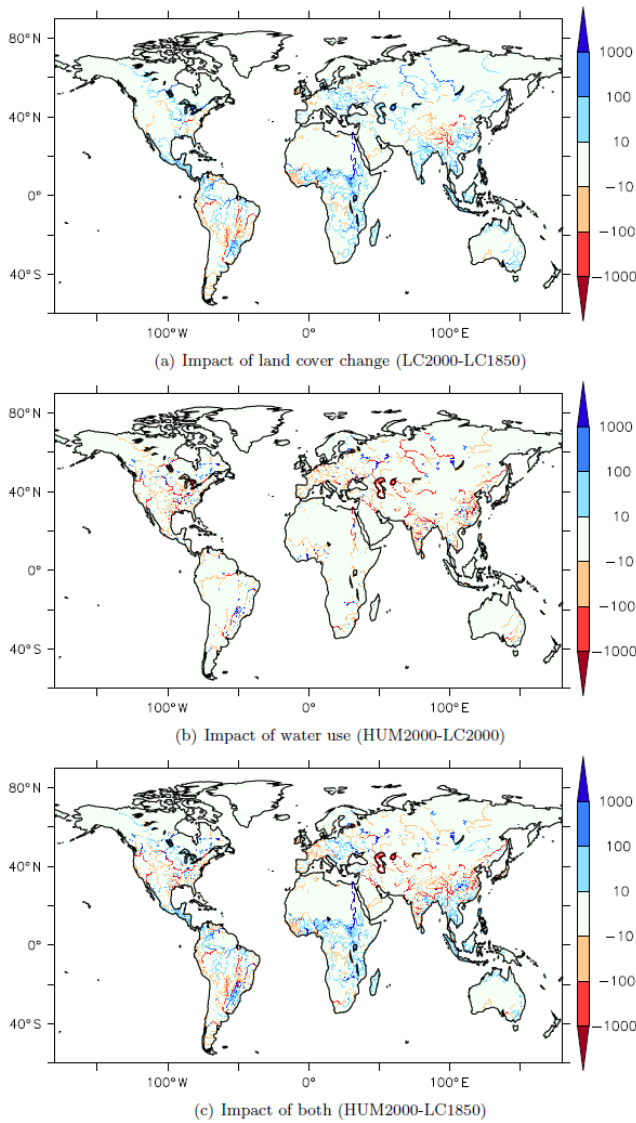 80°N
40°N
0°
40°S
100°W 0° 100°E
1000
100
10
−10
−100
−1000
(a) Impact of land cover change (LC2000-LC1850)
80°N
40°N
0°
40°S
100°W 0° 100°E
1000
100
10
−10
−100
−1000
(b) Impact of water use (HUM2000-LC2000)
80°N
40°N
0°
40°S
100°W 0° 100°E
1000
100
10
−10
−100
−1000
(c) Impact of both (HUM2000-LC1850)